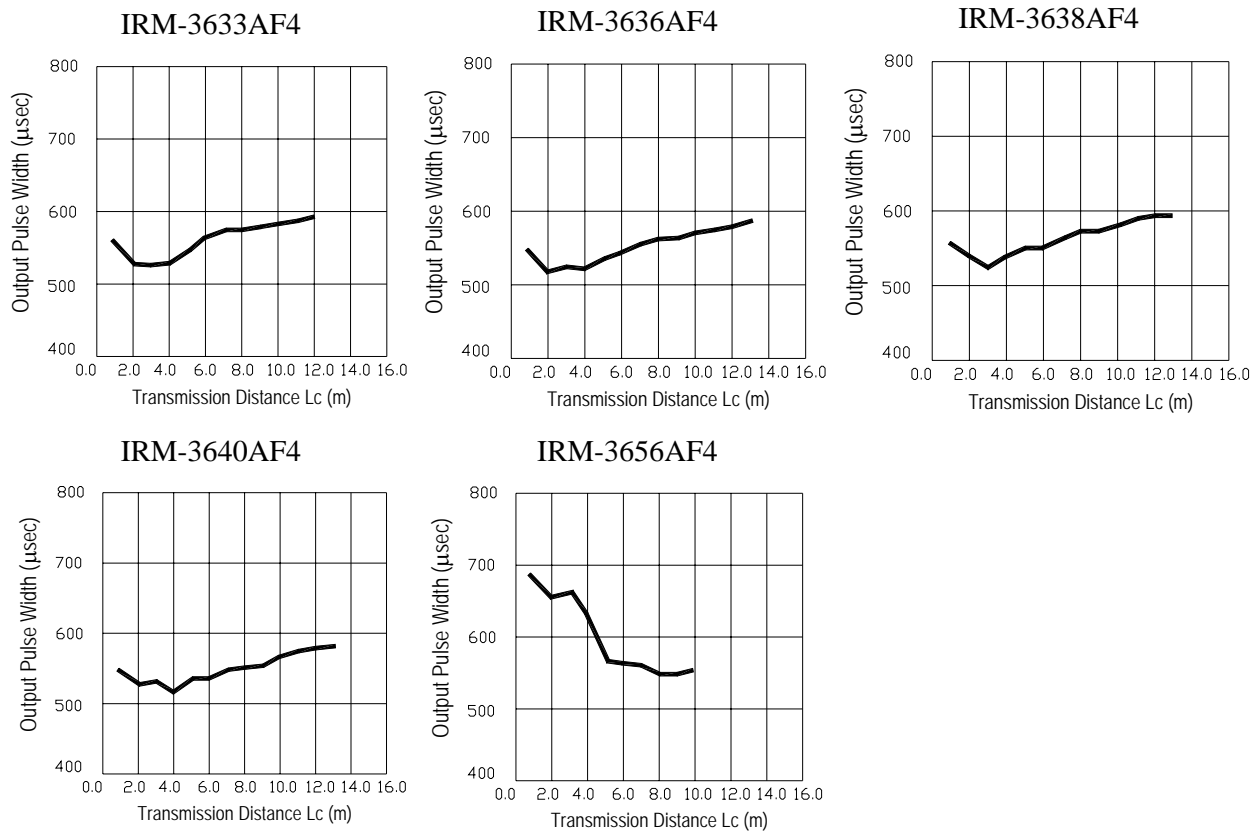 IRM-3633AF4
800
700
600
500
400
0.0 2.0 4.0 6.0 8.0 10.0 12.0 14.0 16.0
Output Pulse Width (μsec)
Transmission Distance Lc (m)
IRM-3636AF4
800
700
600
500
400
0.0 2.0 4.0 6.0 8.0 10.0 12.0 14.0 16.0
Output Pulse Width (μsec)
Transmission Distance Lc (m)
IRM-3638AF4
800
700
600
500
400
0.0 2.0 4.0 6.0 8.0 10.0 12.0 14.0 16.0
Output Pulse Width (μsec)
Transmission Distance Lc (m)
IRM-3640AF4
800
700
600
500
400
0.0 2.0 4.0 6.0 8.0 10.0 12.0 14.0 16.0
Output Pulse Width (μsec)
Transmission Distance Lc (m)
IRM-3656AF4
800
700
600
500
400
0.0 2.0 4.0 6.0 8.0 10.0 12.0 14.0 16.0
Output Pulse Width (μsec)
Transmission Distance Lc (m)